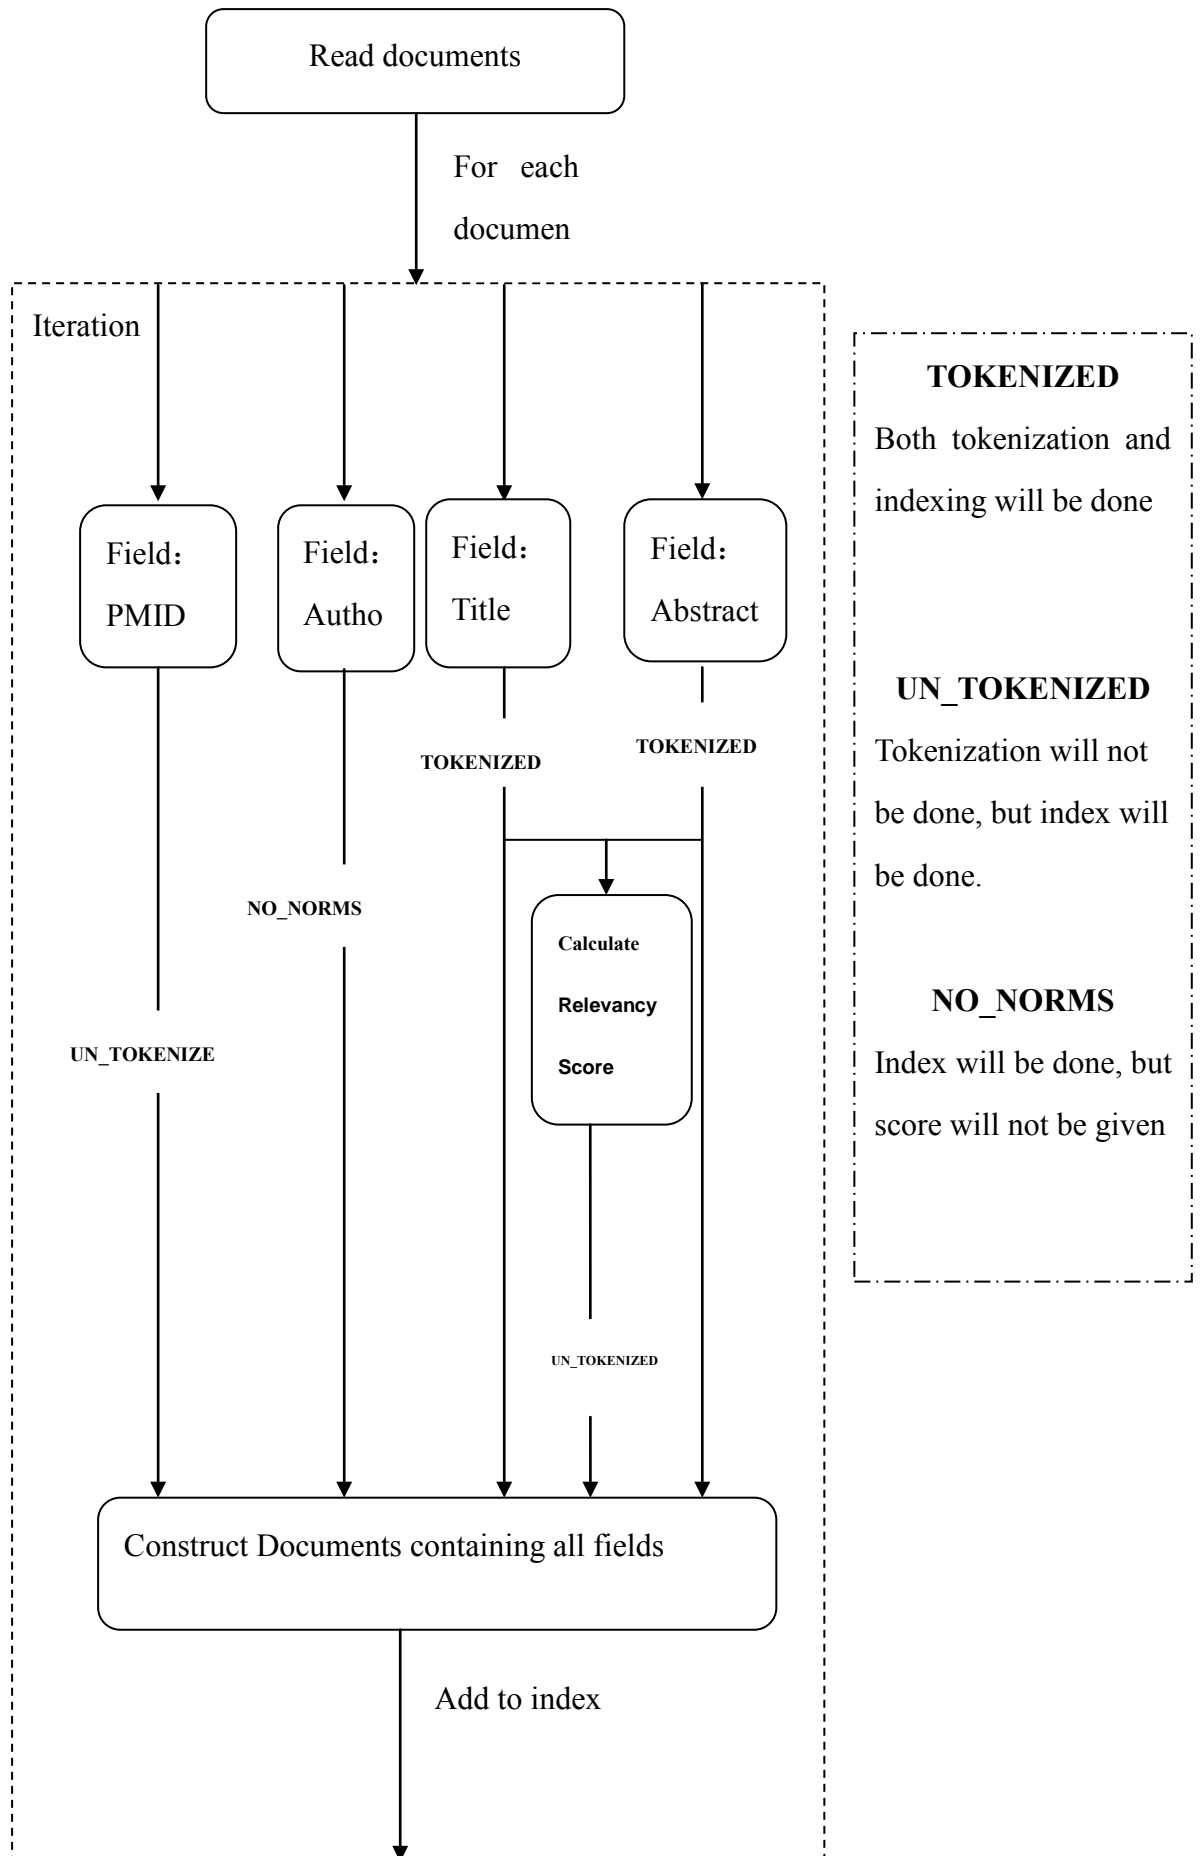 Read documents
For each
documen
Iteration
Field：
PMID
Field：
Autho
Field：
Title
Field：
Abstract
TOKENIZED
TOKENIZED
NO_NORMS
UN_TOKENIZE
Calculate
Relevancy
Score
UN_TOKENIZED
Construct Documents containing all fields
Add to index
TOKENIZED
Both tokenization and
indexing will be done
UN_TOKENIZED
Tokenization will not
be done, but index will
be done.
NO_NORMS
Index will be done, but
score will not be given